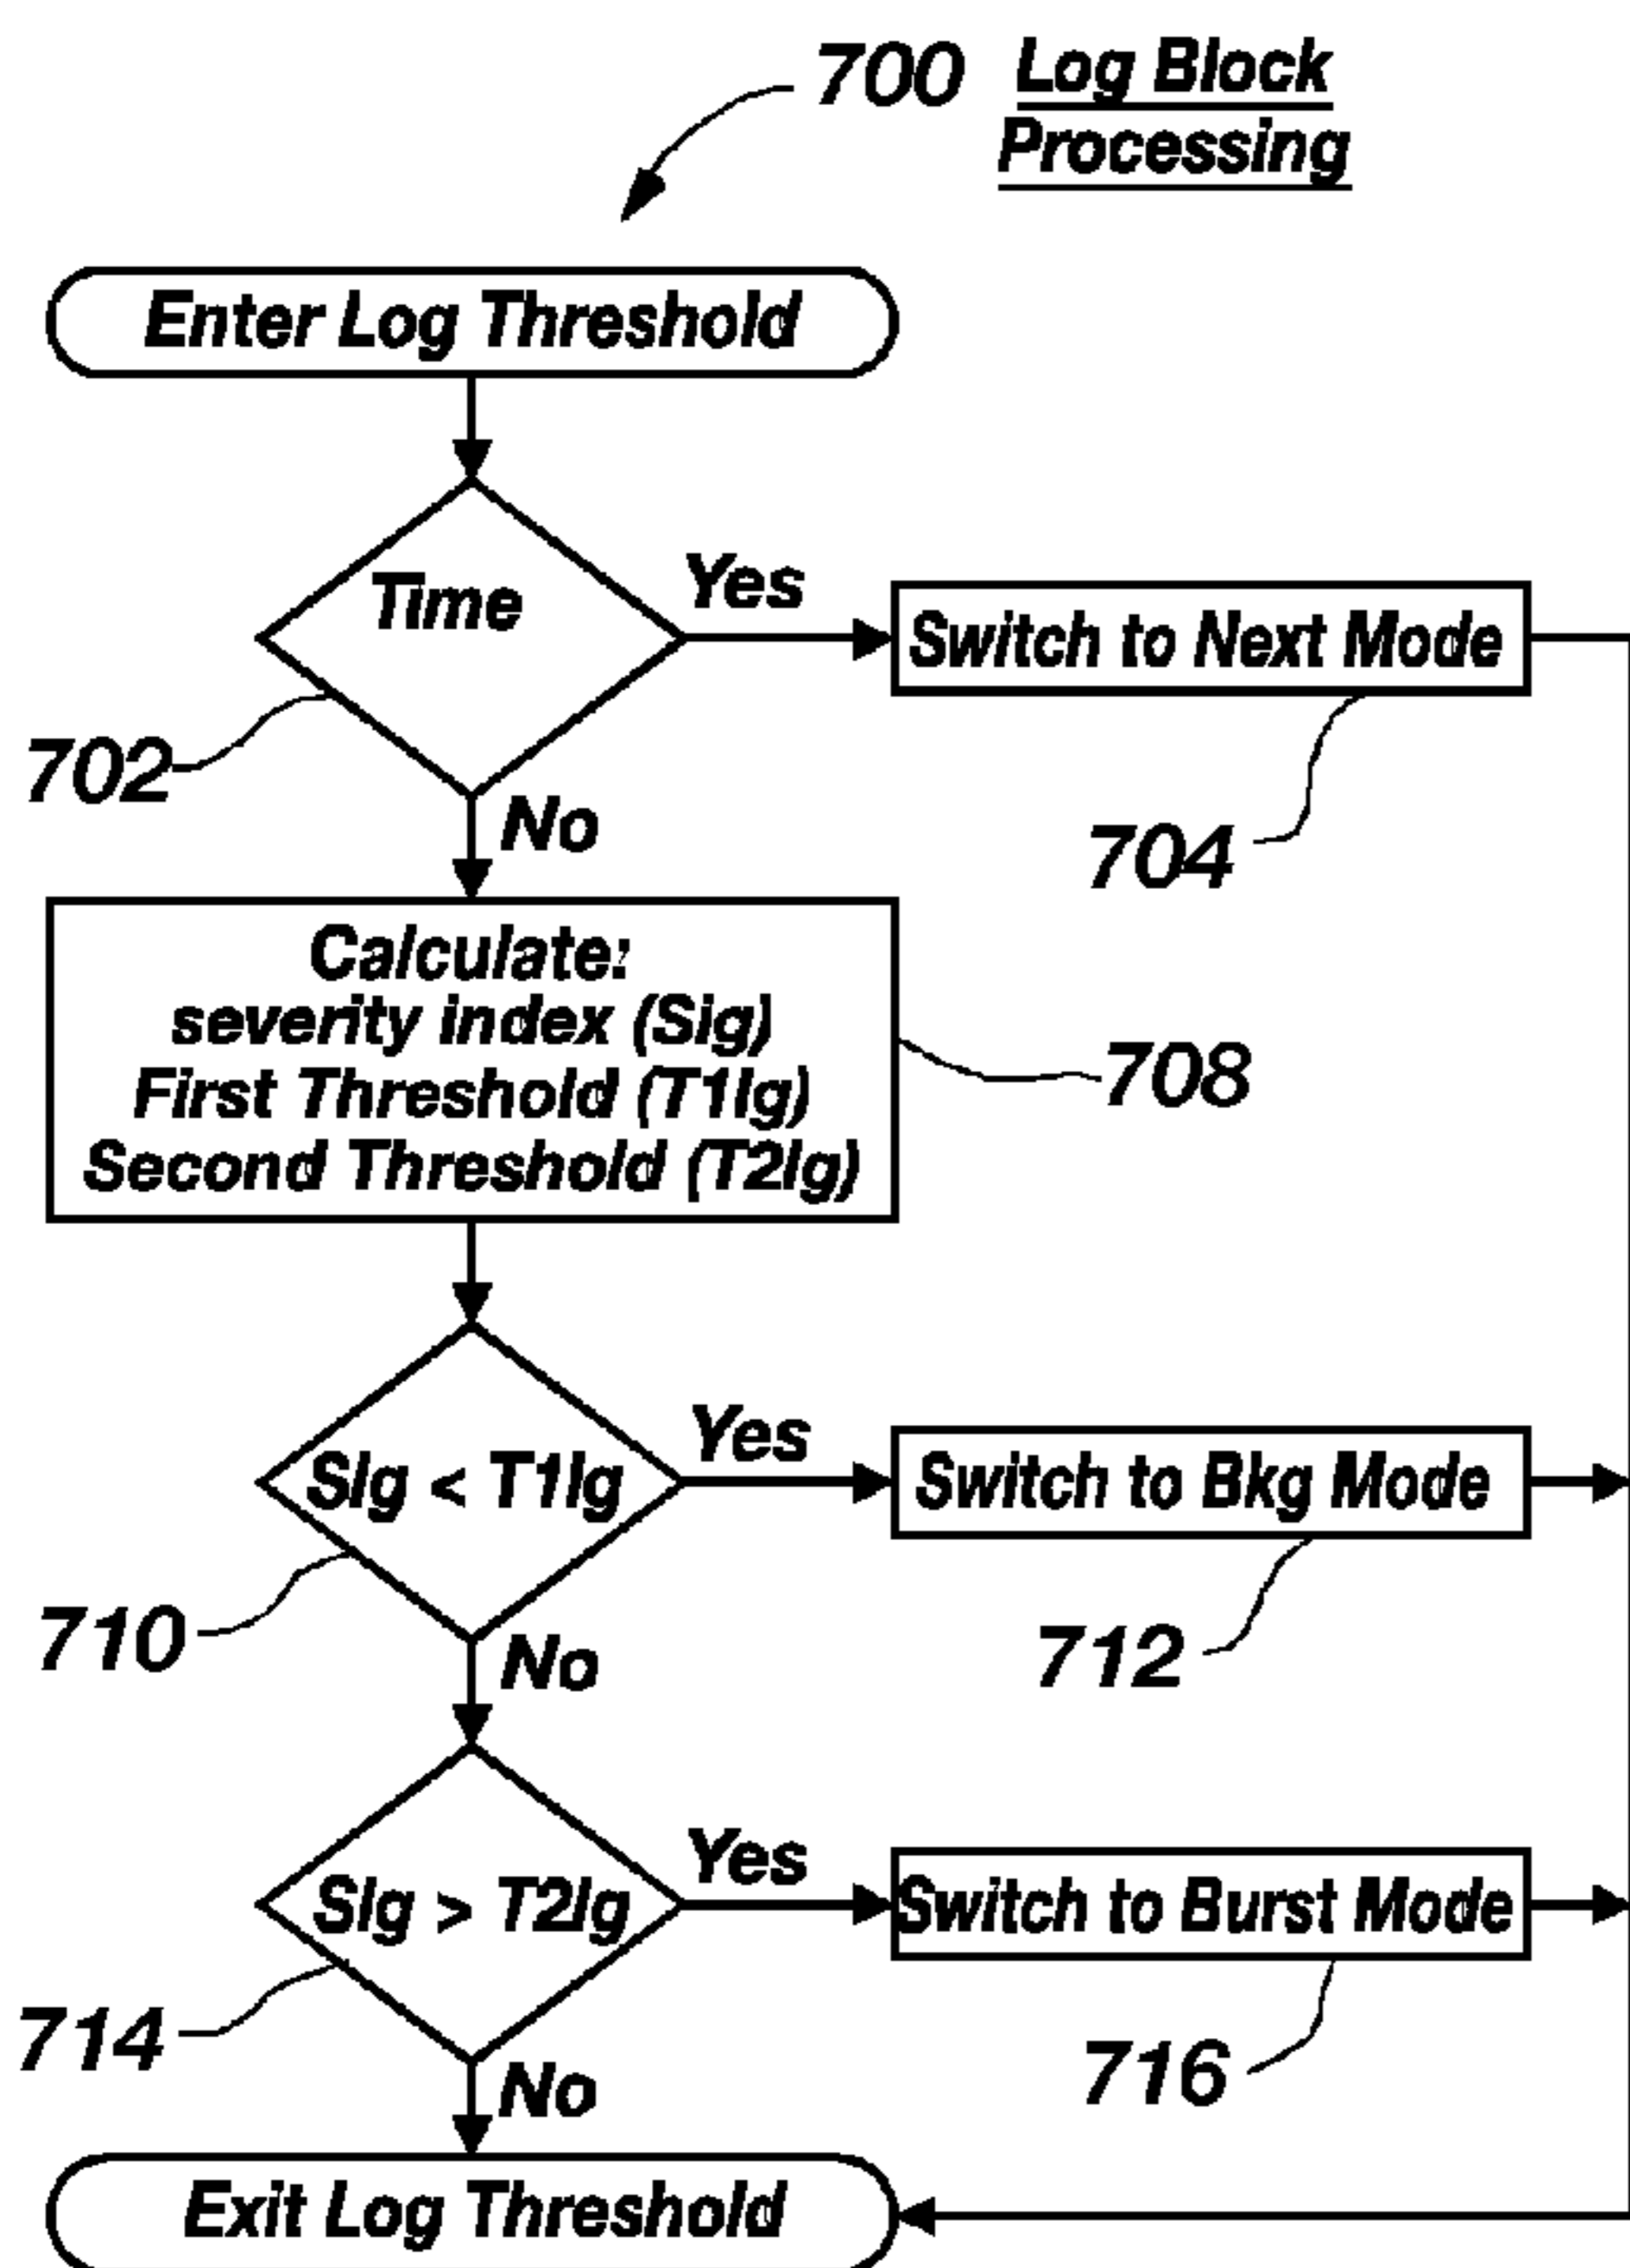 700 Log Block
Processing
Enter Log Threshold
Time
Yes
Switch to Next Mode
702
No
704
Calculate:
severity index (Slg)
First Threshold (T1lg)
Second Threshold (T2lg)
708
Slg < T1lg
Yes
Switch to Bkg Mode
710
No
712
Slg > T2lg
Yes
Switch to Burst Mode
714
No
716
Exit Log Threshold